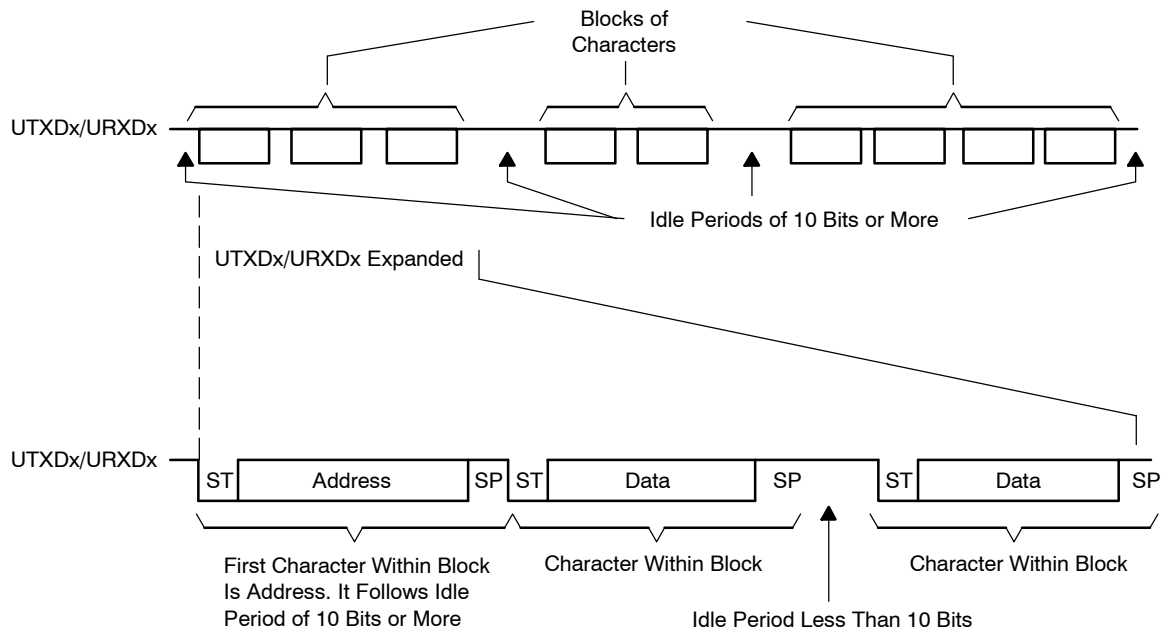 Blocks of
Characters
UTXDx/URXDx
Idle Periods of 10 Bits or More
UTXDx/URXDx Expanded
UTXDx/URXDx
ST
Address
SP
ST
Data
SP
ST
Data
SP
First Character Within Block
Is Address. It Follows Idle
Period of 10 Bits or More
Character Within Block
Idle Period Less Than 10 Bits
Character Within Block